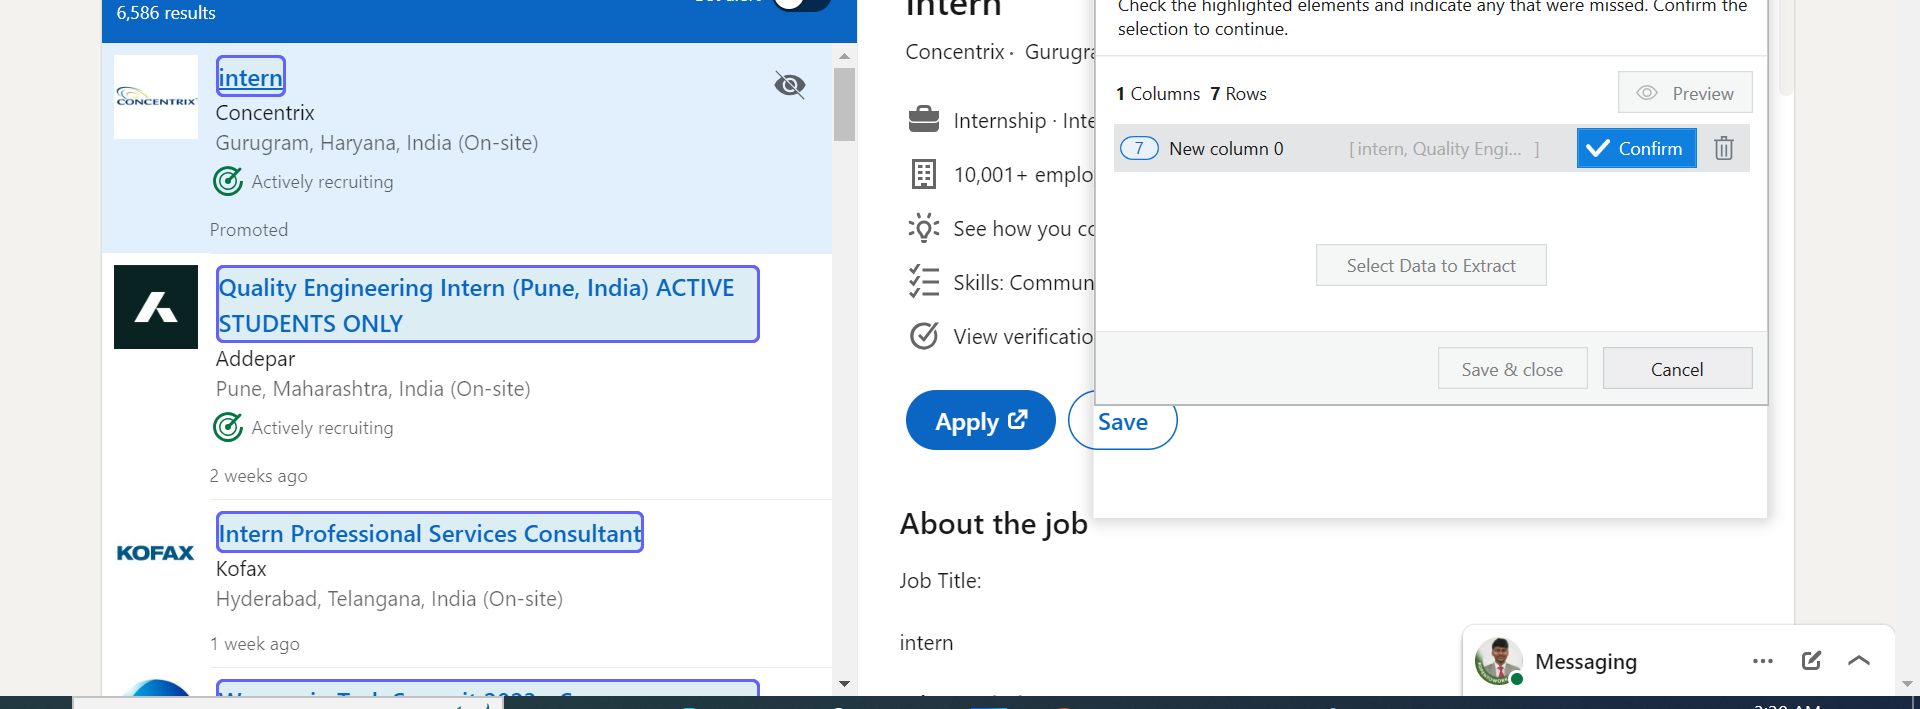 6,586 results
intern
CONCENTRIX
Concentrix
Gurugram, Haryana, India (On-site)
Actively recruiting
Promoted
Quality Engineering Intern (Pune, India) ACTIVE
STUDENTS ONLY
Addepar
Pune, Maharashtra, India (On-site)
Actively recruiting
2 weeks ago
Intern Professional Services Consultant
KOFAX
Kofax
Hyderabad, Telangana, India (On-site)
1 week ago
intern
Concentrix · Gurugra
Internship · Inte
10,001+ emplo
See how you co
Skills: Commun
View verificatio
Apply
Save
About the job
Job Title:
intern
Check the highlighted elements and indicate any that were missed. Confirm the
selection to continue.
1 Columns 7 Rows
Preview
7 New column 0 [ intern, Quality Engi... ] Confirm
Select Data to Extract
Save & close
Cancel
Messaging